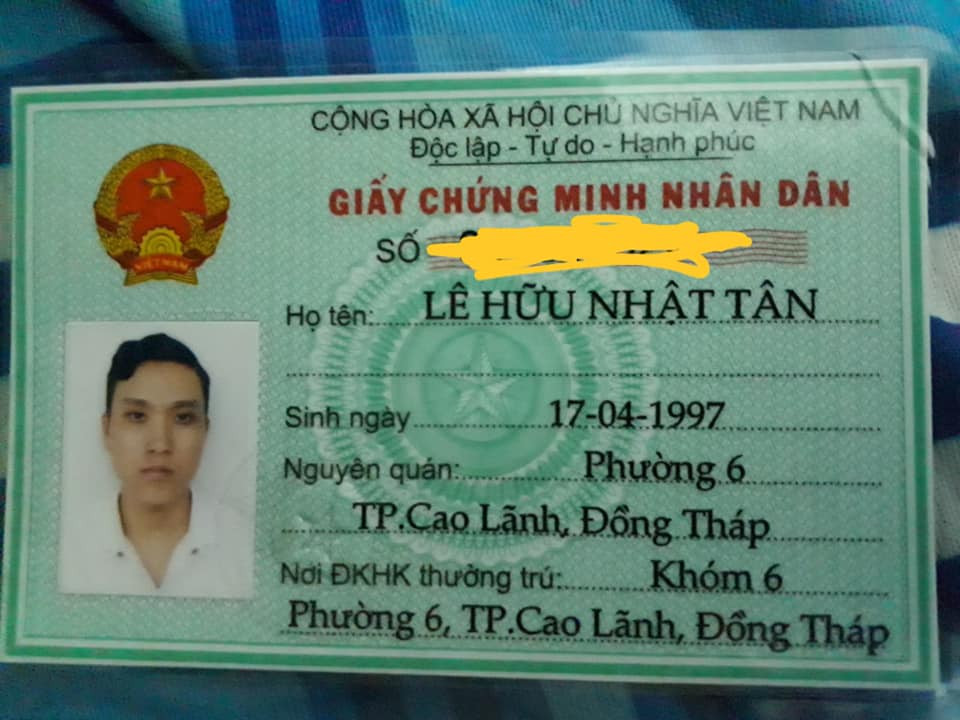 CỘNG HÒA XÃ HỘI CHỦ NGHĨA VIỆT NAM
Độc lập - Tự do - Hạnh phúc
GIẤY CHỨNG MINH NHÂN DÂN
SỐ
Họ tên: LÊ HỮU NHẬT TÂN
Sinh ngày 17-04-1997
Nguyên quán: Phường 6
TP.Cao Lãnh, Đồng Tháp
Nơi ĐKHK thường trú: Khóm 6
Phường 6, TP.Cao Lãnh, Đồng Tháp
VIỆT NAM